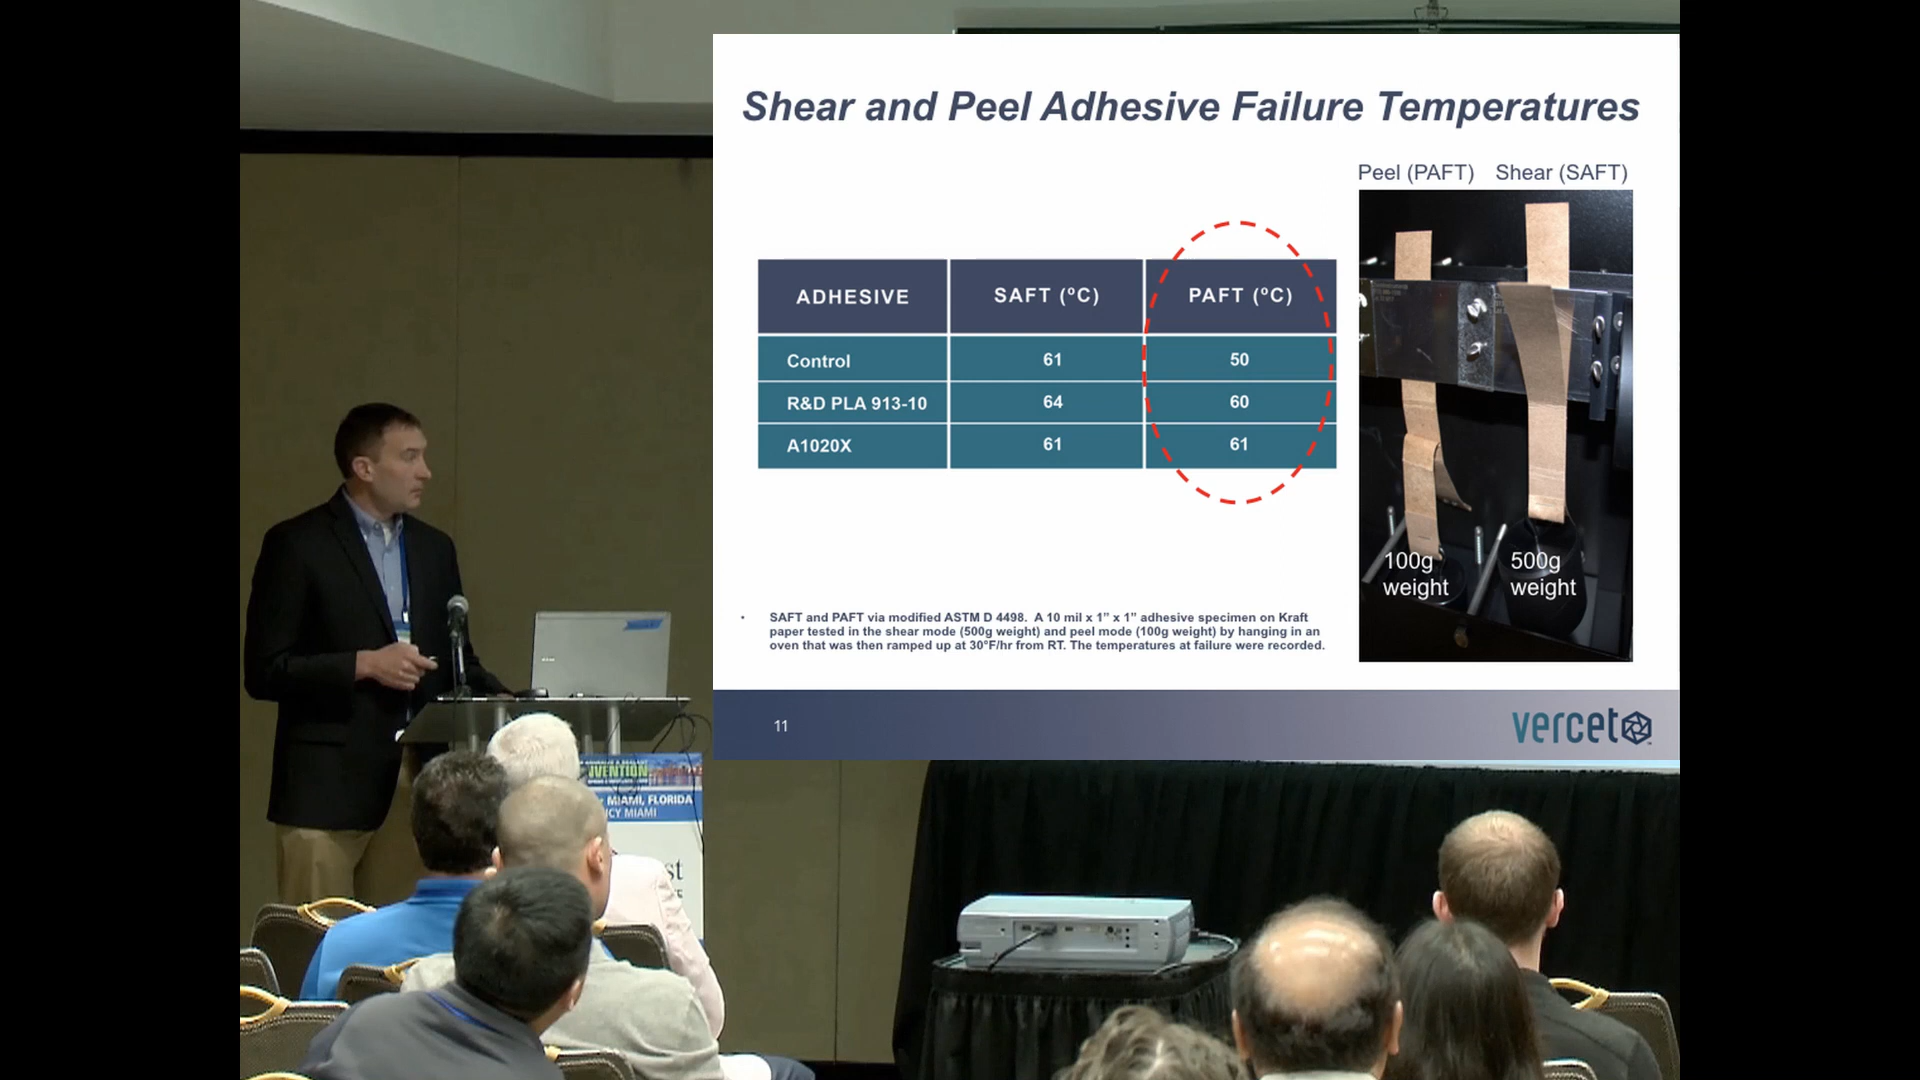 Shear and Peel Adhesive Failure Temperatures
Peel (PAFT) Shear (SAFT)
ADHESIVE SAFT (ºC) PAFT (ºC)
Control 61 50
R&D PLA 913-10 64 60
A1020X 61 61
100g 500g
weight weight
• SAFT and PAFT via modified ASTM D 4498. A 10 mil x 1” x 1” adhesive specimen on Kraft
paper tested in the shear mode (500g weight) and peel mode (100g weight) by hanging in an
oven that was then ramped up at 30°F/hr from RT. The temperatures at failure were recorded.
11
vercet
MIAMI, FLORIDA
MIAMI